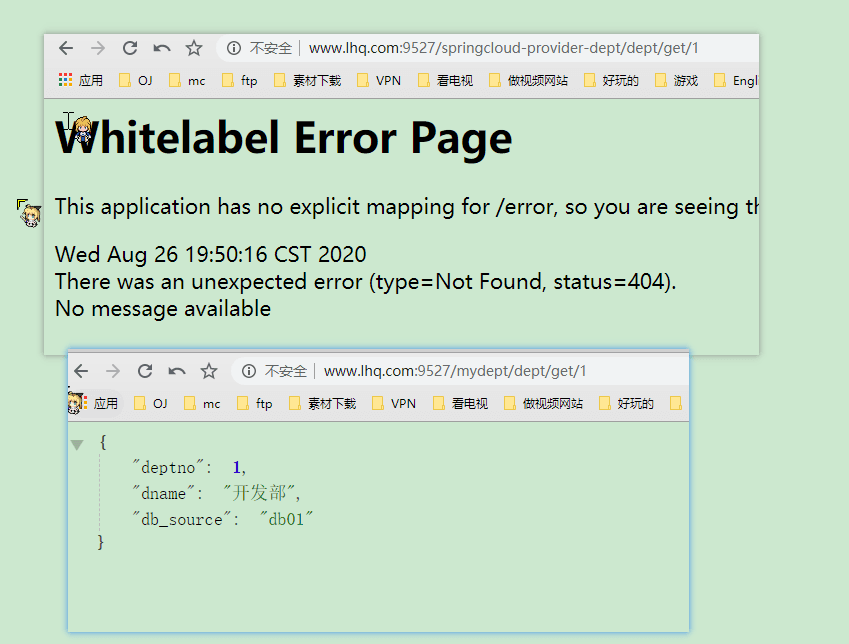 不安全 www.lhq.com:9527/springcloud-provider-dept/dept/get/1
应用 OJ mc ftp 素材下载 VPN 看电视 做视频网站 好玩的 游戏 Engl
Whitelabel Error Page
This application has no explicit mapping for /error, so you are seeing th
Wed Aug 26 19:50:16 CST 2020
There was an unexpected error (type=Not Found, status=404).
No message available
不安全 www.lhq.com:9527/mydept/dept/get/1
应用 OJ mc ftp 素材下载 VPN 看电视 做视频网站 好玩的
{
"deptno": 1,
"dname": "开发部",
"db_source": "db01"
}